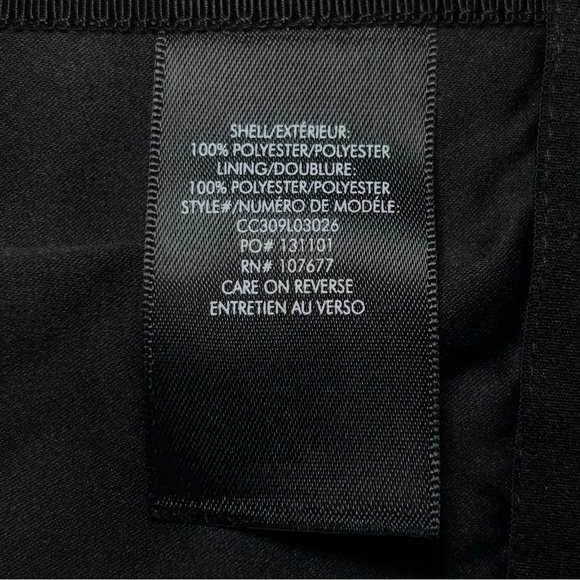 SHELL/EXTÉRIEUR:
100% POLYESTER/POLYESTER
LINING/DOUBLURE:
100% POLYESTER/POLYESTER
STYLE#/NUMÉRO DE MODÈLE:
CC309L03026
PO# 131101
RN# 107677
CARE ON REVERSE
ENTRETIEN AU VERSO